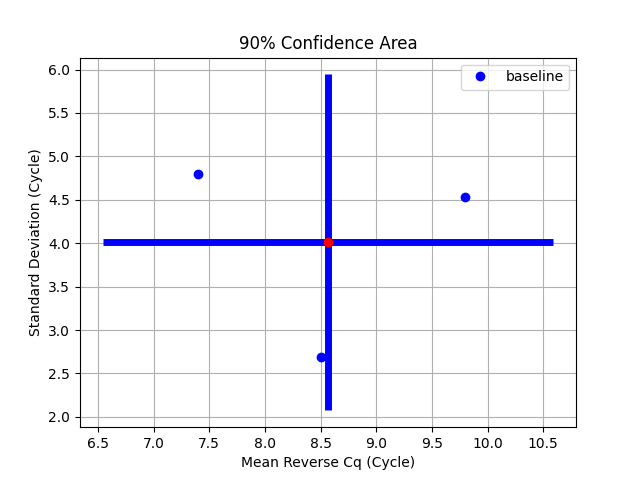 90% Confidence Area
baseline
Standard Deviation (Cycle)
6.0
5.5
5.0
4.5
4.0
3.5
3.0
2.5
2.0
6.5 7.0 7.5 8.0 8.5 9.0 9.5 10.0 10.5
Mean Reverse Cq (Cycle)